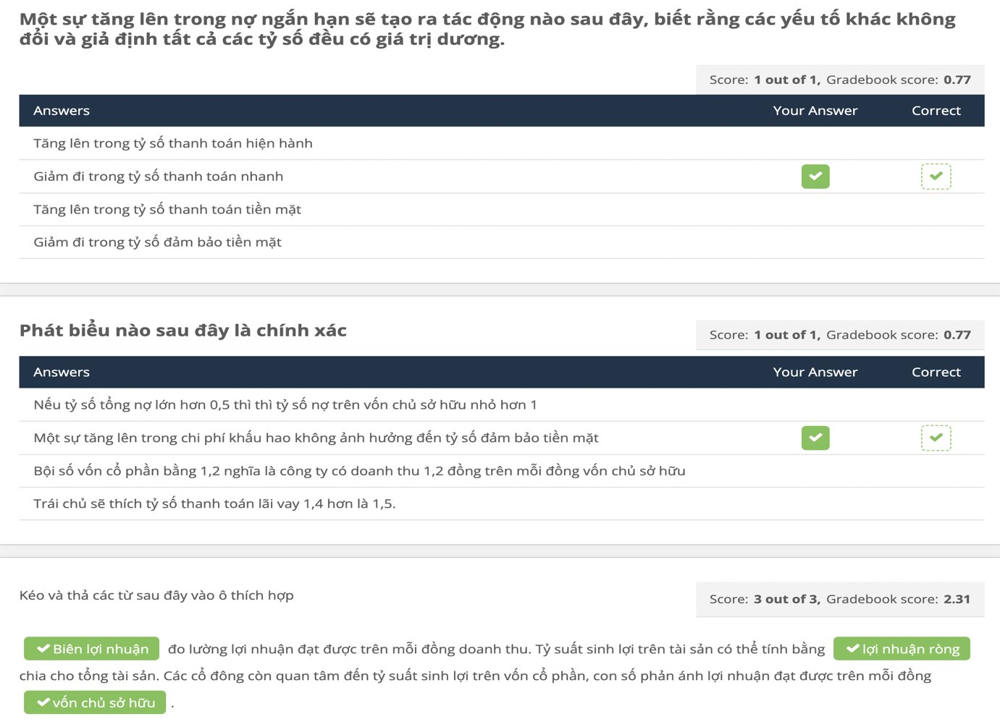 Một sự tăng lên trong nợ ngắn hạn sẽ tạo ra tác động nào sau đây, biết rằng các yếu tố khác không
đổi và giả định tất cả các tỷ số đều có giá trị dương.
Score: 1 out of 1, Gradebook score: 0.77
Answers Your Answer Correct
Tăng lên trong tỷ số thanh toán hiện hành
Giảm đi trong tỷ số thanh toán nhanh
Tăng lên trong tỷ số thanh toán tiền mặt
Giảm đi trong tỷ số đảm bảo tiền mặt
Phát biểu nào sau đây là chính xác
Score: 1 out of 1, Gradebook score: 0.77
Answers Your Answer Correct
Nếu tỷ số tổng nợ lớn hơn 0,5 thì thì tỷ số nợ trên vốn chủ sở hữu nhỏ hơn 1
Một sự tăng lên trong chi phí khấu hao không ảnh hưởng đến tỷ số đảm bảo tiền mặt
Bội số vốn cổ phần bằng 1,2 nghĩa là công ty có doanh thu 1,2 đồng trên mỗi đồng vốn chủ sở hữu
Trái chủ sẽ thích tỷ số thanh toán lãi vay 1,4 hơn là 1,5.
Kéo và thả các từ sau đây vào ô thích hợp
Score: 3 out of 3, Gradebook score: 2.31
Biên lợi nhuận đo lường lợi nhuận đạt được trên mỗi đồng doanh thu. Tỷ suất sinh lợi trên tài sản có thể tính bằng lợi nhuận ròng
chia cho tổng tài sản. Các cổ đông còn quan tâm đến tỷ suất sinh lợi trên vốn cổ phần, con số phản ánh lợi nhuận đạt được trên mỗi đồng
vốn chủ sở hữu .